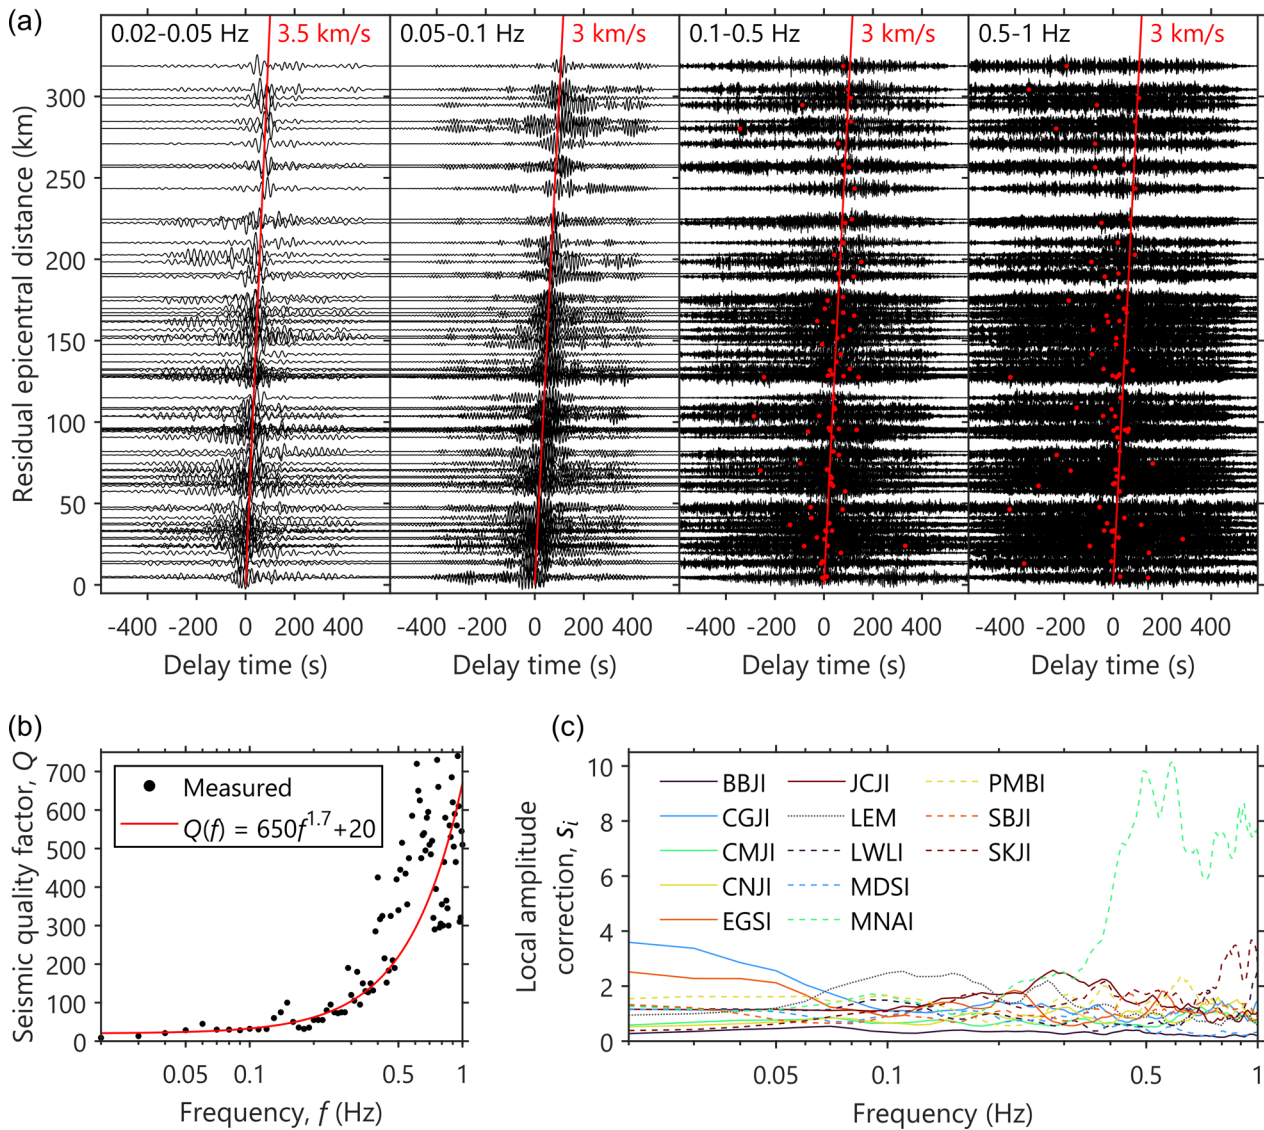 (a)
0.02-0.05 Hz 3.5 km/s 0.05-0.1 Hz 3 km/s 0.1-0.5 Hz 3 km/s 0.5-1 Hz 3 km/s
Residual epicentral distance (km)
300
250
200
150
100
50
0
-400 -200 0 200 400 -400 -200 0 200 400 -400 -200 0 200 400 -400 -200 0 200 400
Delay time (s) Delay time (s) Delay time (s) Delay time (s)
(b)
Seismic quality factor, Q
700
600
500
400
300
200
100
0
Measured
Q(f) = 650f^1.7+20
0.05 0.1 0.5 1
Frequency, f (Hz)
(c)
Local amplitude
correction, s_i
10
8
6
4
2
0
BBJI JCJI PMBI
CGJI LEM SBJI
CMJI LWLI SKJI
CNJI MDSI
EGSI MNAI
0.05 0.1 0.5 1
Frequency (Hz)